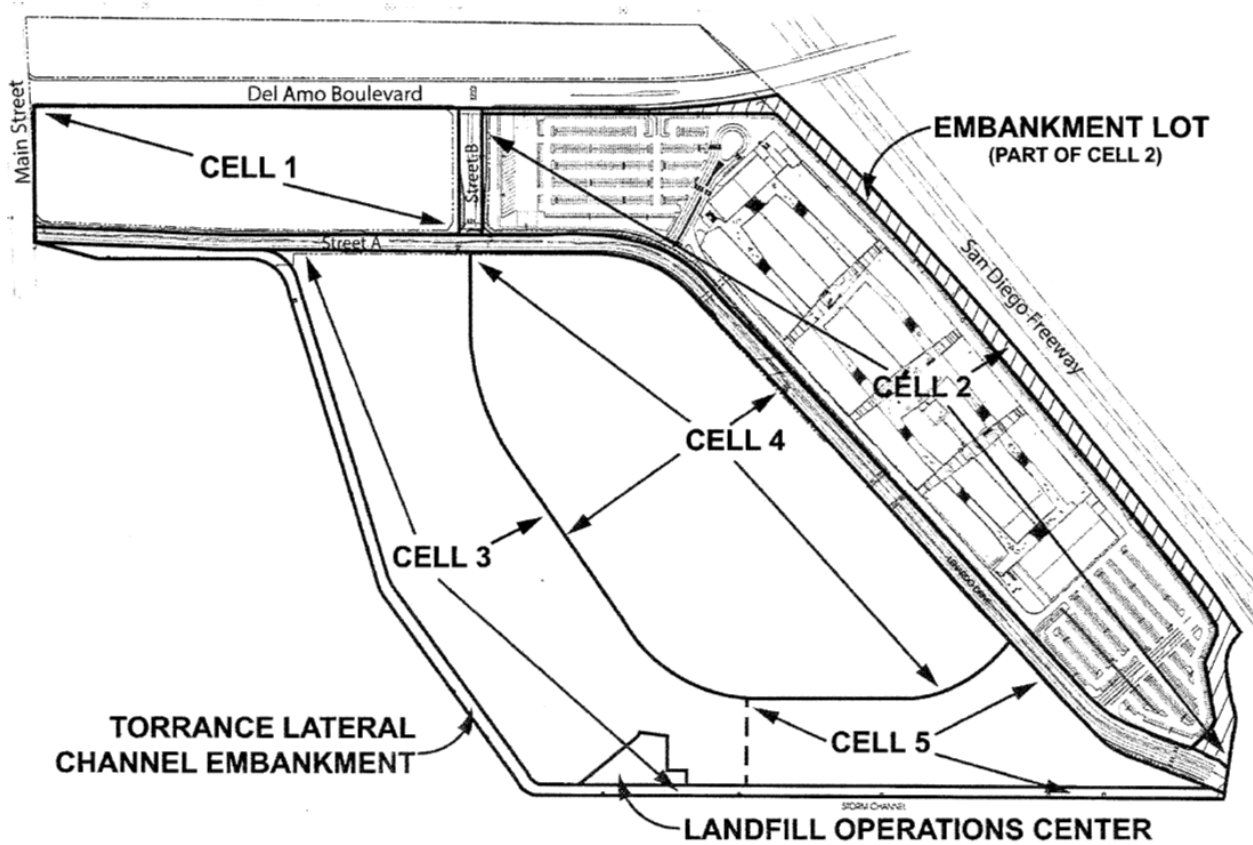 Del Amo Boulevard
Main Street
CELL 1
Street B
EMBANKMENT LOT
(PART OF CELL 2)
Street A
San Diego Freeway
CELL 2
CELL 4
CELL 3
TORRANCE LATERAL
CHANNEL EMBANKMENT
CELL 5
STORM CHANNEL
LANDFILL OPERATIONS CENTER